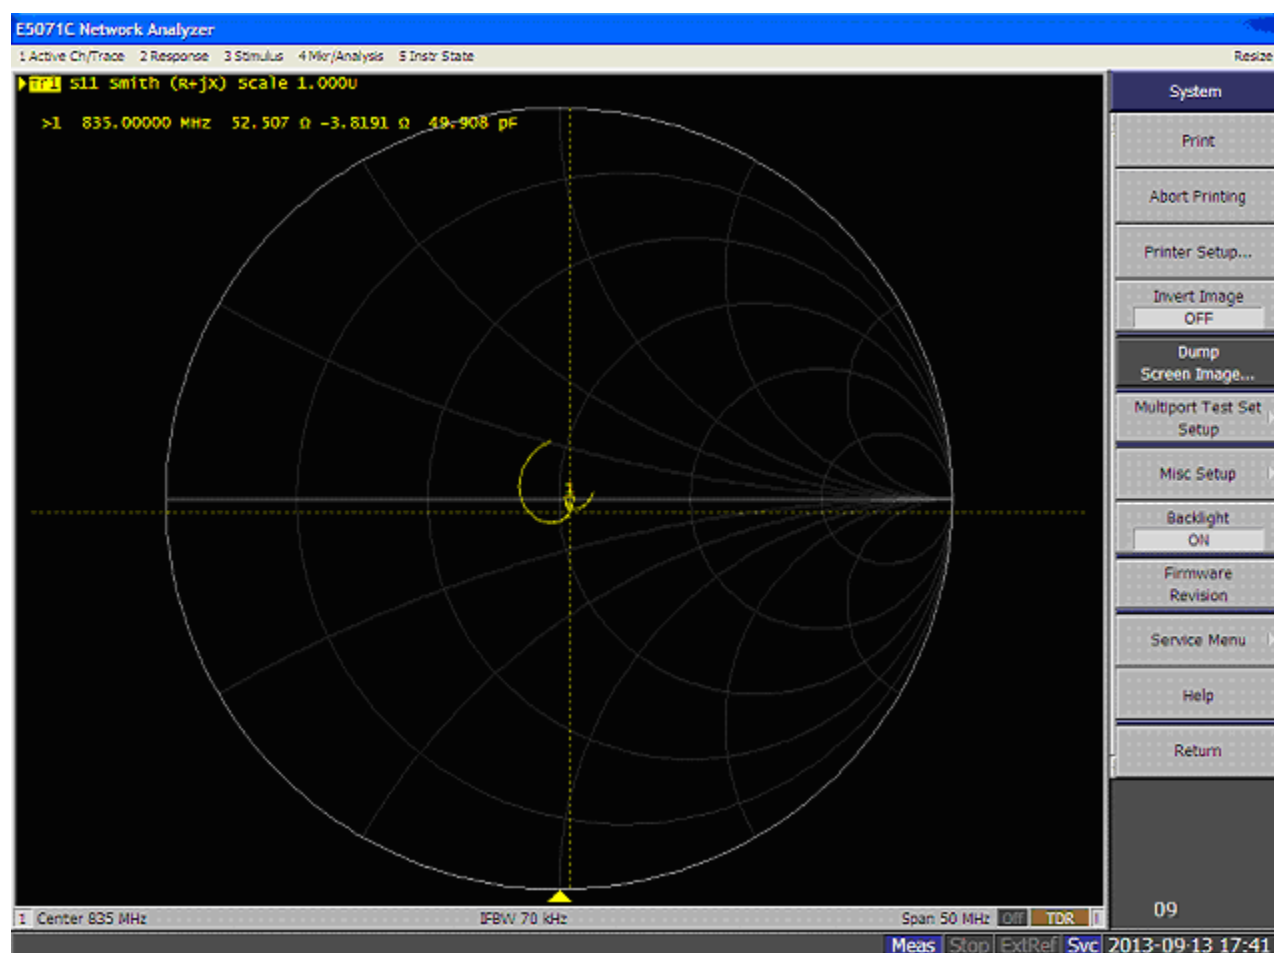 E5071C Network Analyzer
1 Active Ch/Trace 2 Response 3 Stimulus 4 Mkr/Analysis 5 Instr State
Resize
Tr1 S11 Smith (R+jX) Scale 1.000U
>1 835.00000 MHz 52.507 Ω -3.8191 Ω 49.908 pF
System
Print
Abort Printing
Printer Setup...
Invert Image
OFF
Dump
Screen Image...
Multiport Test Set
Setup
Misc Setup
Backlight
ON
Firmware
Revision
Service Menu
Help
Return
09
1 Center 835 MHz IFBW 70 kHz Span 50 MHz Off TDR
Meas Stop ExtRef Svc 2013-09-13 17:41